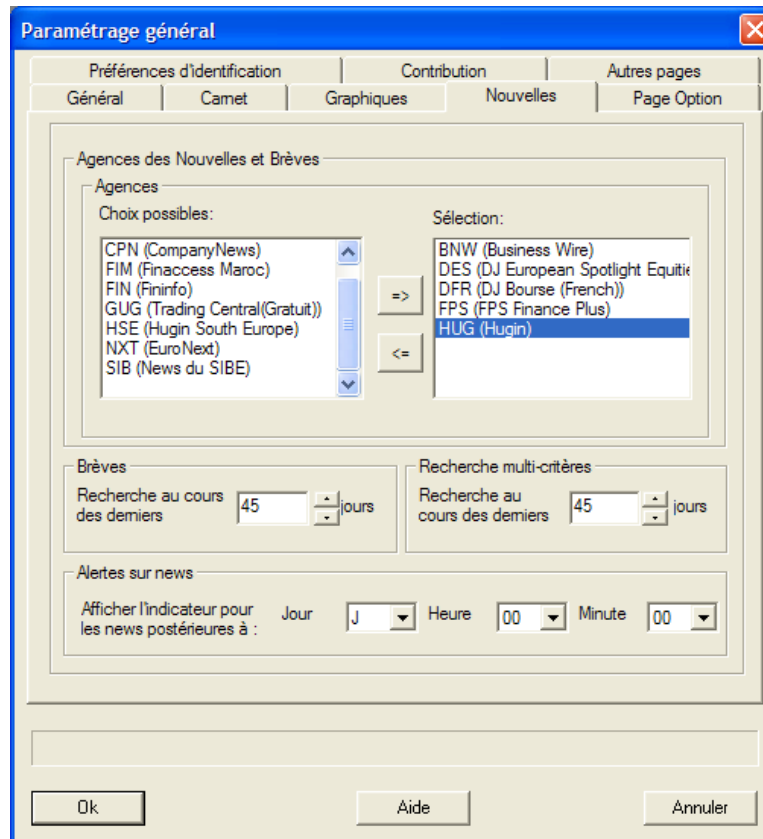 Paramétrage général
Préférences d'identification
Contribution
Autres pages
Général
Carnet
Graphiques
Nouvelles
Page Option
Agences des Nouvelles et Brèves
Agences
Choix possibles:
CPN (CompanyNews)
FIM (Finaccess Maroc)
FIN (Fininfo)
GUG (Trading Central(Gratuit))
HSE (Hugin South Europe)
NXT (EuroNext)
SIB (News du SIBE)
=>
<=
Sélection:
BNW (Business Wire)
DES (DJ European Spotlight Equitie
DFR (DJ Bourse (French))
FPS (FPS Finance Plus)
HUG (Hugin)
Brèves
Recherche au cours
des derniers
45
jours
Recherche multi-critères
Recherche au
cours des derniers
45
jours
Alertes sur news
Afficher l'indicateur pour
les news postérieures à :
Jour
J
Heure
00
Minute
00
Ok
Aide
Annuler